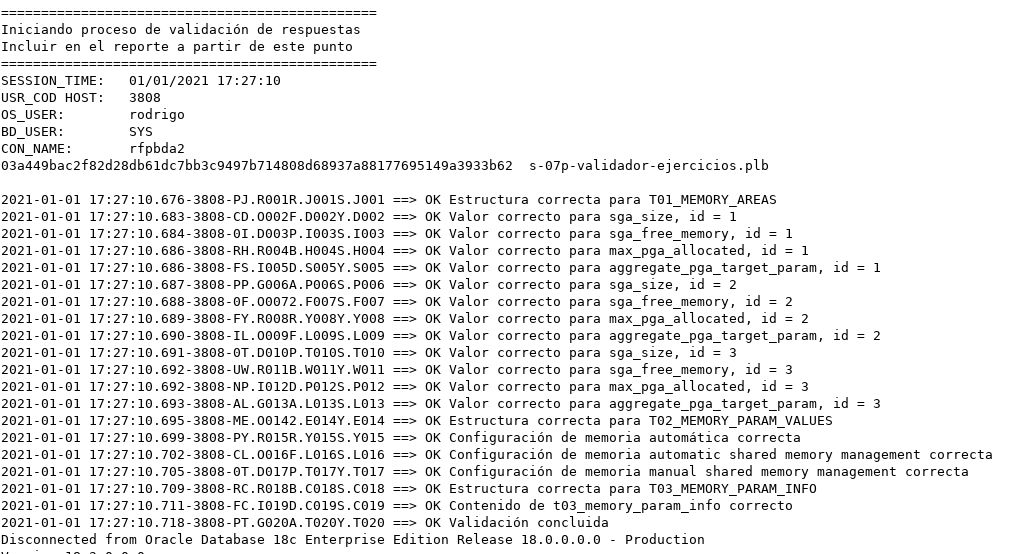 ===============================================
Iniciando proceso de validación de respuestas
Incluir en el reporte a partir de este punto
===============================================
SESSION_TIME:   01/01/2021 17:27:10
USR_COD HOST:   3808
OS_USER:        rodrigo
BD_USER:        SYS
CON_NAME:       rfpbda2
03a449bac2f82d28db61dc7bb3c9497b714808d68937a88177695149a3933b62  s-07p-validador-ejercicios.plb
2021-01-01 17:27:10.676-3808-PJ.R001R.J001S.J001 ==> OK Estructura correcta para T01_MEMORY_AREAS
2021-01-01 17:27:10.683-3808-CD.O002F.D002Y.D002 ==> OK Valor correcto para sga_size, id = 1
2021-01-01 17:27:10.684-3808-0I.D003P.I003S.I003 ==> OK Valor correcto para sga_free_memory, id = 1
2021-01-01 17:27:10.686-3808-RH.R004B.H004S.H004 ==> OK Valor correcto para max_pga_allocated, id = 1
2021-01-01 17:27:10.686-3808-FS.I005D.S005Y.S005 ==> OK Valor correcto para aggregate_pga_target_param, id = 1
2021-01-01 17:27:10.687-3808-PP.G006A.P006S.P006 ==> OK Valor correcto para sga_size, id = 2
2021-01-01 17:27:10.688-3808-0F.O0072.F007S.F007 ==> OK Valor correcto para sga_free_memory, id = 2
2021-01-01 17:27:10.689-3808-FY.R008R.Y008Y.Y008 ==> OK Valor correcto para max_pga_allocated, id = 2
2021-01-01 17:27:10.690-3808-IL.O009F.L009S.L009 ==> OK Valor correcto para aggregate_pga_target_param, id = 2
2021-01-01 17:27:10.691-3808-0T.D010P.T010S.T010 ==> OK Valor correcto para sga_size, id = 3
2021-01-01 17:27:10.692-3808-UW.R011B.W011Y.W011 ==> OK Valor correcto para sga_free_memory, id = 3
2021-01-01 17:27:10.692-3808-NP.I012D.P012S.P012 ==> OK Valor correcto para max_pga_allocated, id = 3
2021-01-01 17:27:10.693-3808-AL.G013A.L013S.L013 ==> OK Valor correcto para aggregate_pga_target_param, id = 3
2021-01-01 17:27:10.695-3808-ME.O0142.E014Y.E014 ==> OK Estructura correcta para T02_MEMORY_PARAM_VALUES
2021-01-01 17:27:10.699-3808-PY.R015R.Y015S.Y015 ==> OK Configuración de memoria automática correcta
2021-01-01 17:27:10.702-3808-CL.O016F.L016S.L016 ==> OK Configuración de memoria automatic shared memory management correcta
2021-01-01 17:27:10.705-3808-0T.D017P.T017Y.T017 ==> OK Configuración de memoria manual shared memory management correcta
2021-01-01 17:27:10.709-3808-RC.R018B.C018S.C018 ==> OK Estructura correcta para T03_MEMORY_PARAM_INFO
2021-01-01 17:27:10.711-3808-FC.I019D.C019S.C019 ==> OK Contenido de t03_memory_param_info correcto
2021-01-01 17:27:10.718-3808-PT.G020A.T020Y.T020 ==> OK Validación concluida
Disconnected from Oracle Database 18c Enterprise Edition Release 18.0.0.0.0 - Production